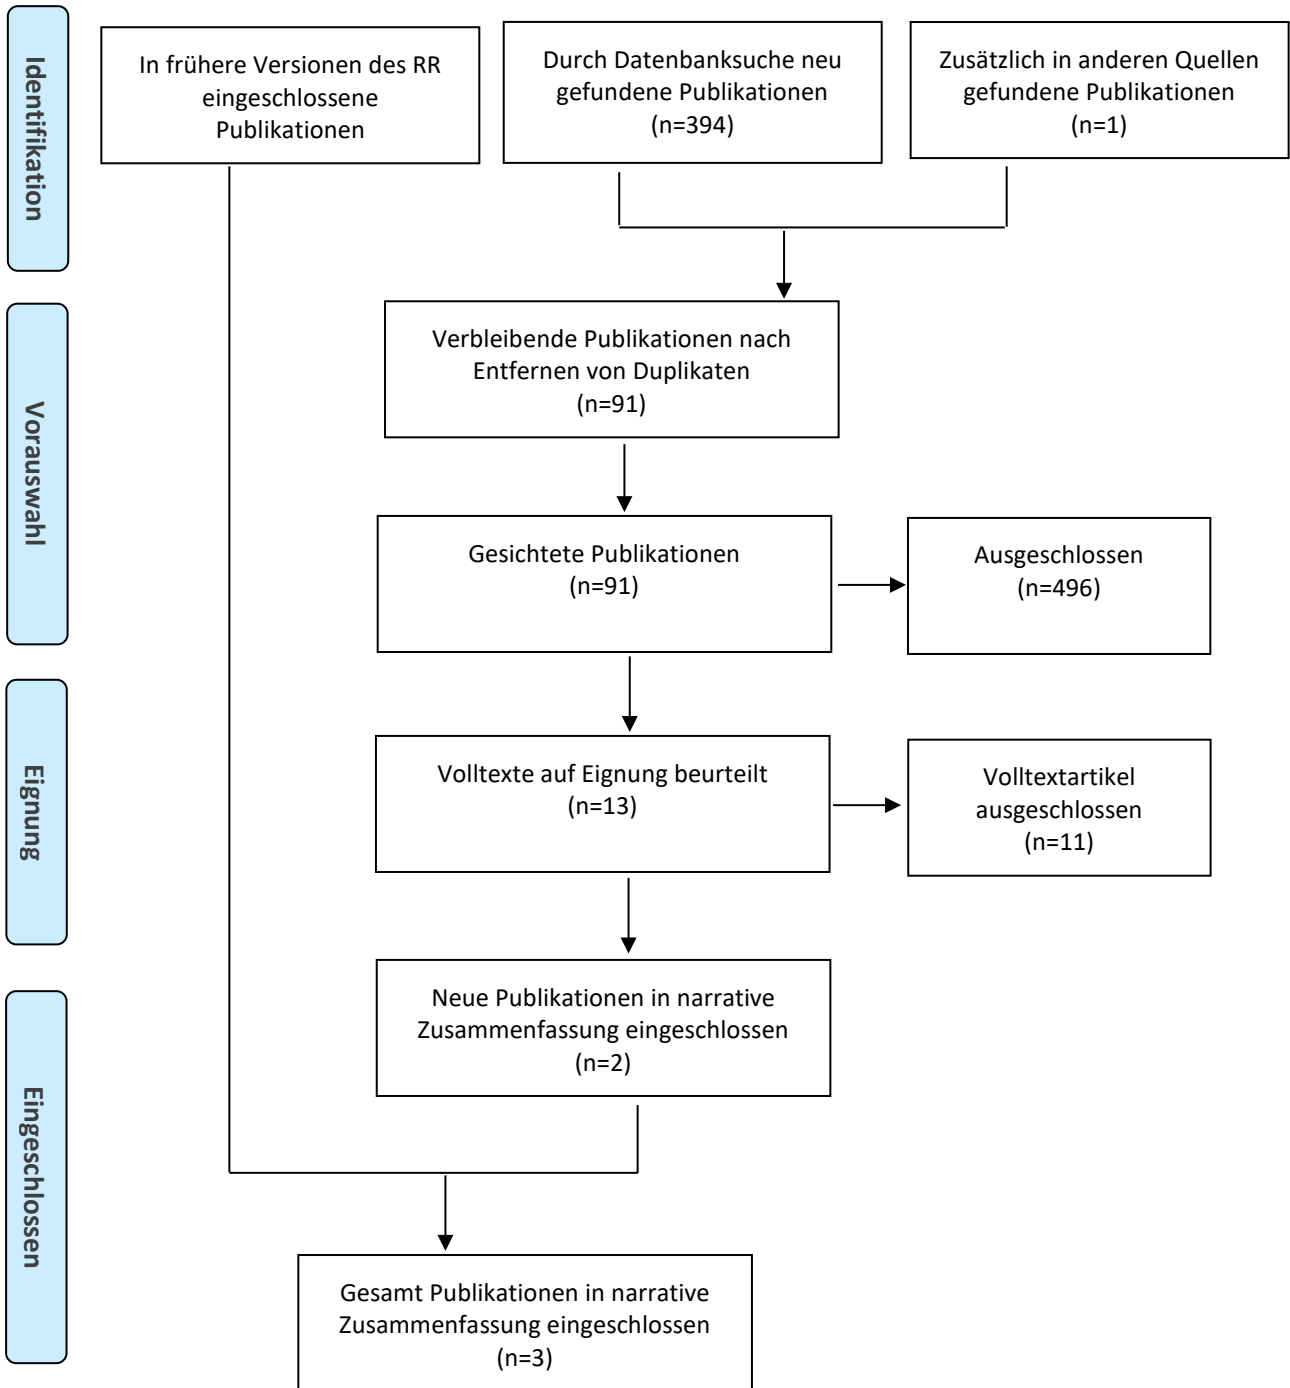 Identifikation
In frühere Versionen des RR
eingeschlossene
Publikationen
Durch Datenbanksuche neu
gefundene Publikationen
(n=394)
Zusätzlich in anderen Quellen
gefundene Publikationen
(n=1)
Vorauswahl
Verbleibende Publikationen nach
Entfernen von Duplikaten
(n=91)
Gesichtete Publikationen
(n=91)
Ausgeschlossen
(n=496)
Eignung
Volltexte auf Eignung beurteilt
(n=13)
Volltextartikel
ausgeschlossen
(n=11)
Eingeschlossen
Neue Publikationen in narrative
Zusammenfassung eingeschlossen
(n=2)
Gesamt Publikationen in narrative
Zusammenfassung eingeschlossen
(n=3)